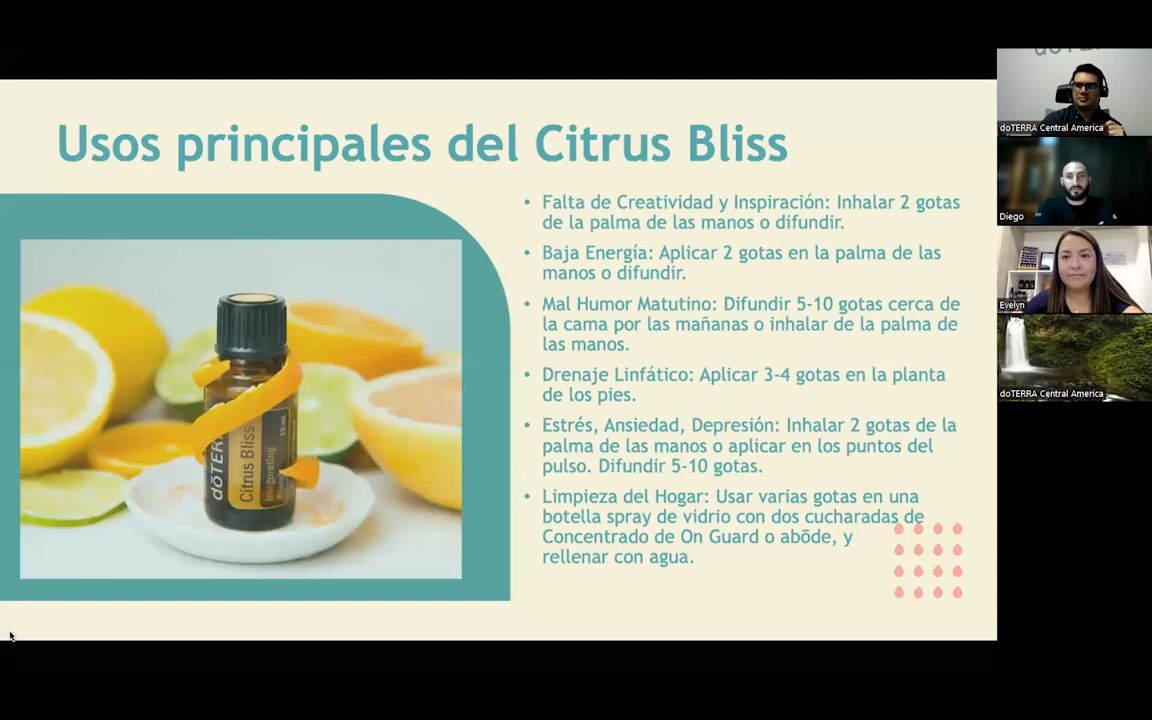 Usos principales del Citrus Bliss
• Falta de Creatividad y Inspiración: Inhalar 2 gotas
de la palma de las manos o difundir.
• Baja Energía: Aplicar 2 gotas en la palma de las
manos o difundir.
• Mal Humor Matutino: Difundir 5-10 gotas cerca de
la cama por las mañanas o inhalar de la palma de
las manos.
• Drenaje Linfático: Aplicar 3-4 gotas en la planta
de los pies.
• Estrés, Ansiedad, Depresión: Inhalar 2 gotas de la
palma de las manos o aplicar en los puntos del
pulso. Difundir 5-10 gotas.
• Limpieza del Hogar: Usar varias gotas en una
botella spray de vidrio con dos cucharadas de
Concentrado de On Guard o abōde, y
rellenar con agua.
dōTERRA
Citrus Bliss
Invigorating
15 mL
doTERRA Central America
Diego
Evelyn
doTERRA Central America